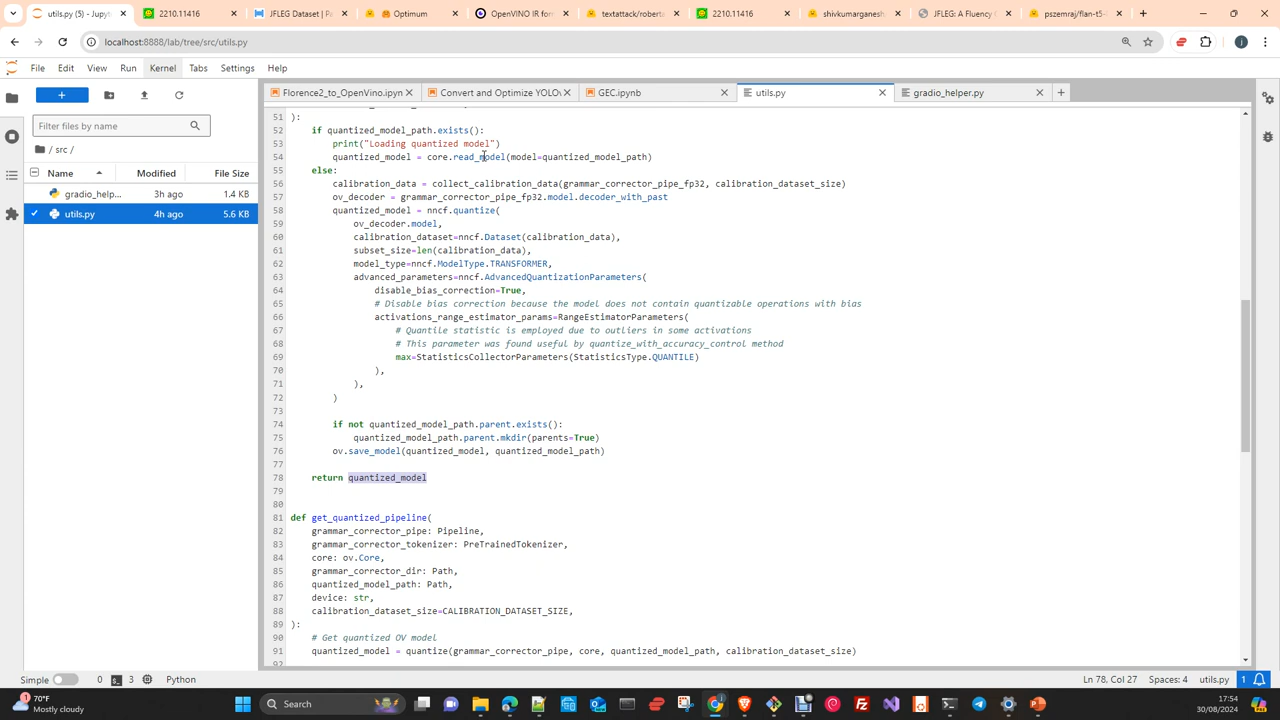 utils.py (5) - Jupyte
2210.11416
JFLEG Dataset | Papers
Optimum
OpenVINO IR form
textattack/roberta
2210.11416
shivkumarganesh
JFLEG: A Fluency
pszemraj/flan-t5-
localhost:8888/lab/tree/src/utils.py
File Edit View Run Kernel Tabs Settings Help
Florence2_to_OpenVino.ipynb
Convert and Optimize YOLOv
GEC.ipynb
utils.py
gradio_helper.py
Filter files by name
/ src /
Name Modified File Size
gradio_help... 3h ago 1.4 KB
utils.py 4h ago 5.6 KB
51 ):
52 if quantized_model_path.exists():
53 print("Loading quantized model")
54 quantized_model = core.read_model(model=quantized_model_path)
55 else:
56 calibration_data = collect_calibration_data(grammar_corrector_pipe_fp32, calibration_dataset_size)
57 ov_decoder = grammar_corrector_pipe_fp32.model.decoder_with_past
58 quantized_model = nncf.quantize(
59 ov_decoder.model,
60 calibration_dataset=nncf.Dataset(calibration_data),
61 subset_size=len(calibration_data),
62 model_type=nncf.ModelType.TRANSFORMER,
63 advanced_parameters=nncf.AdvancedQuantizationParameters(
64 disable_bias_correction=True,
65 # Disable bias correction because the model does not contain quantizable operations with bias
66 activations_range_estimator_params=RangeEstimatorParameters(
67 # Quantile statistic is employed due to outliers in some activations
68 # This parameter was found useful by quantize_with_accuracy_control method
69 max=StatisticsCollectorParameters(StatisticsType.QUANTILE)
70 ),
71 ),
72 )
73
74 if not quantized_model_path.parent.exists():
75 quantized_model_path.parent.mkdir(parents=True)
76 ov.save_model(quantized_model, quantized_model_path)
77
78 return quantized_model
79
80
81 def get_quantized_pipeline(
82 grammar_corrector_pipe: Pipeline,
83 grammar_corrector_tokenizer: PreTrainedTokenizer,
84 core: ov.Core,
85 grammar_corrector_dir: Path,
86 quantized_model_path: Path,
87 device: str,
88 calibration_dataset_size=CALIBRATION_DATASET_SIZE,
89 ):
90 # Get quantized OV model
91 quantized_model = quantize(grammar_corrector_pipe, core, quantized_model_path, calibration_dataset_size)
92
Simple 0 3 Python
Ln 78, Col 27 Spaces: 4 utils.py 1
70°F
Mostly cloudy
Search
17:54
30/08/2024